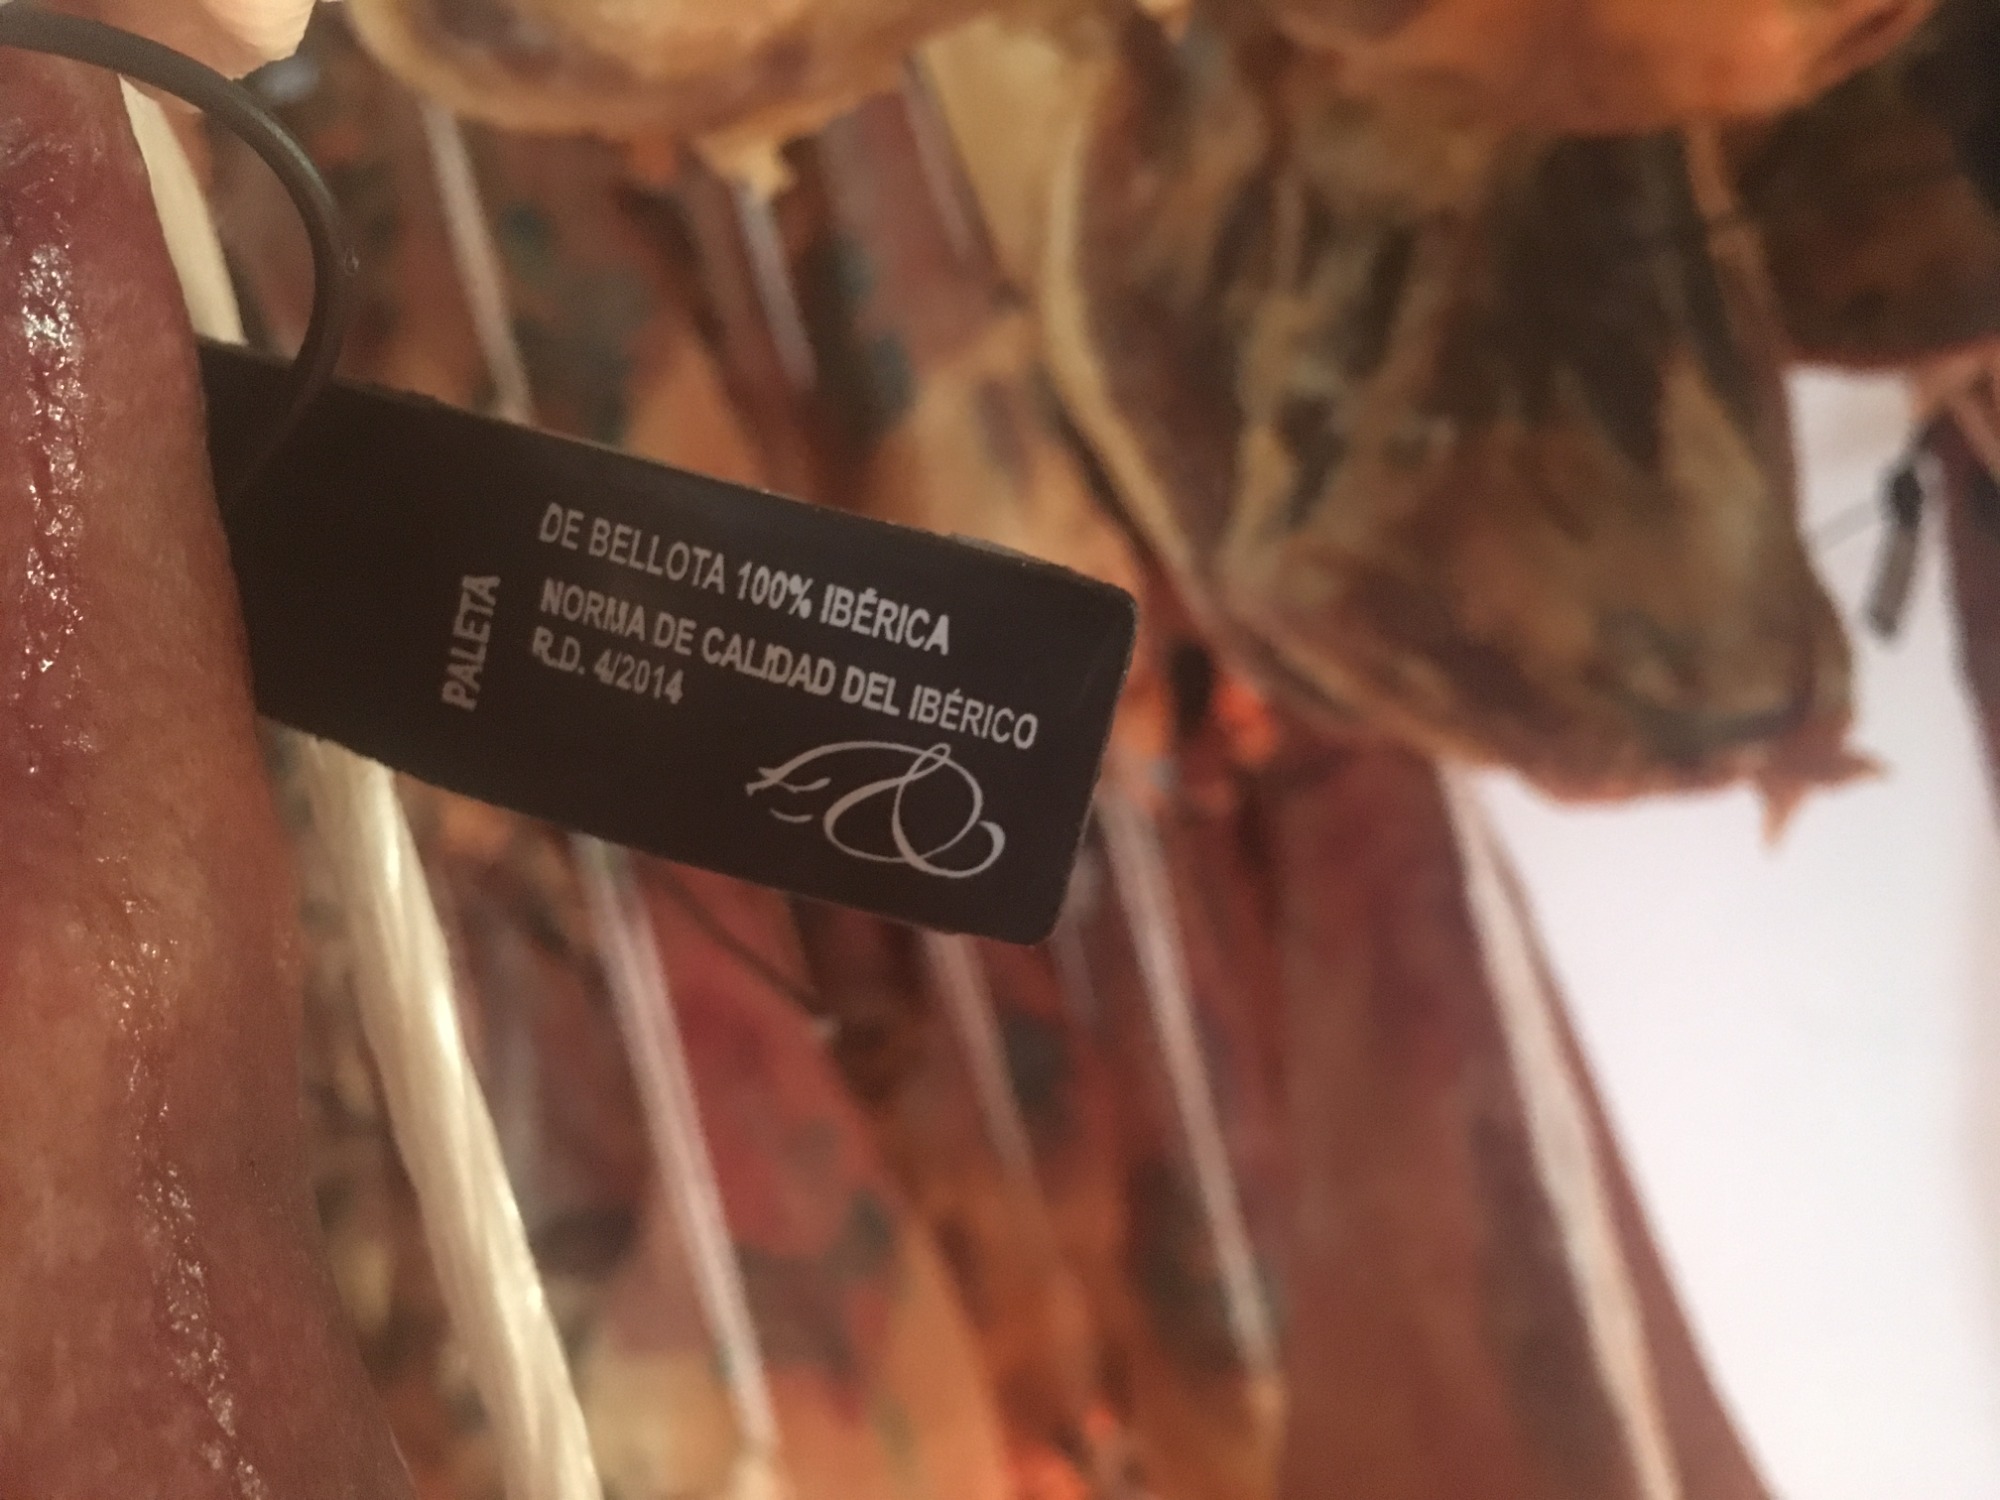 PALETA
DE BELLOTA 100% IBÉRICA
NORMA DE CALIDAD DEL IBÉRICO
R.D. 4/2014